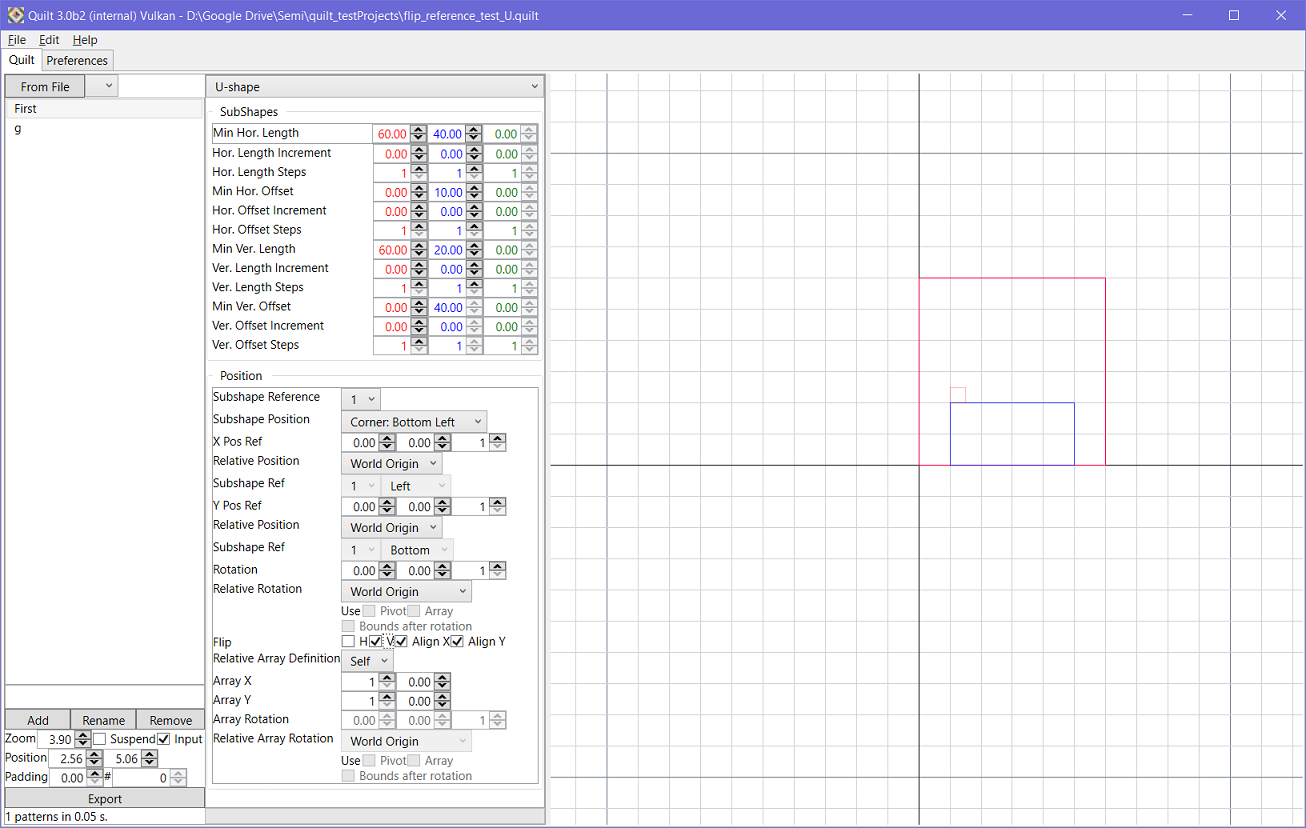 Quilt 3.0b2 (internal) Vulkan - D:\Google Drive\Semi\quilt_testProjects\flip_reference_test_U.quilt
File Edit Help
Quilt Preferences
From File
First
g
U-shape
SubShapes
Min Hor. Length 60.00 40.00 0.00
Hor. Length Increment 0.00 0.00 0.00
Hor. Length Steps 1 1 1
Min Hor. Offset 0.00 10.00 0.00
Hor. Offset Increment 0.00 0.00 0.00
Hor. Offset Steps 1 1 1
Min Ver. Length 60.00 20.00 0.00
Ver. Length Increment 0.00 0.00 0.00
Ver. Length Steps 1 1 1
Min Ver. Offset 0.00 40.00 0.00
Ver. Offset Increment 0.00 0.00 0.00
Ver. Offset Steps 1 1 1
Position
Subshape Reference 1
Subshape Position Corner: Bottom Left
X Pos Ref 0.00 0.00 1
Relative Position World Origin
Subshape Ref 1 Left
Y Pos Ref 0.00 0.00 1
Relative Position World Origin
Subshape Ref 1 Bottom
Rotation 0.00 0.00 1
Relative Rotation World Origin
Use Pivot Array
Bounds after rotation
Flip H V Align X Align Y
Relative Array Definition Self
Array X 1 0.00
Array Y 1 0.00
Array Rotation 0.00 0.00 1
Relative Array Rotation World Origin
Use Pivot Array
Bounds after rotation
Add Rename Remove
Zoom 3.90 Suspend Input
Position 2.56 5.06
Padding 0.00 # 0
Export
1 patterns in 0.05 s.